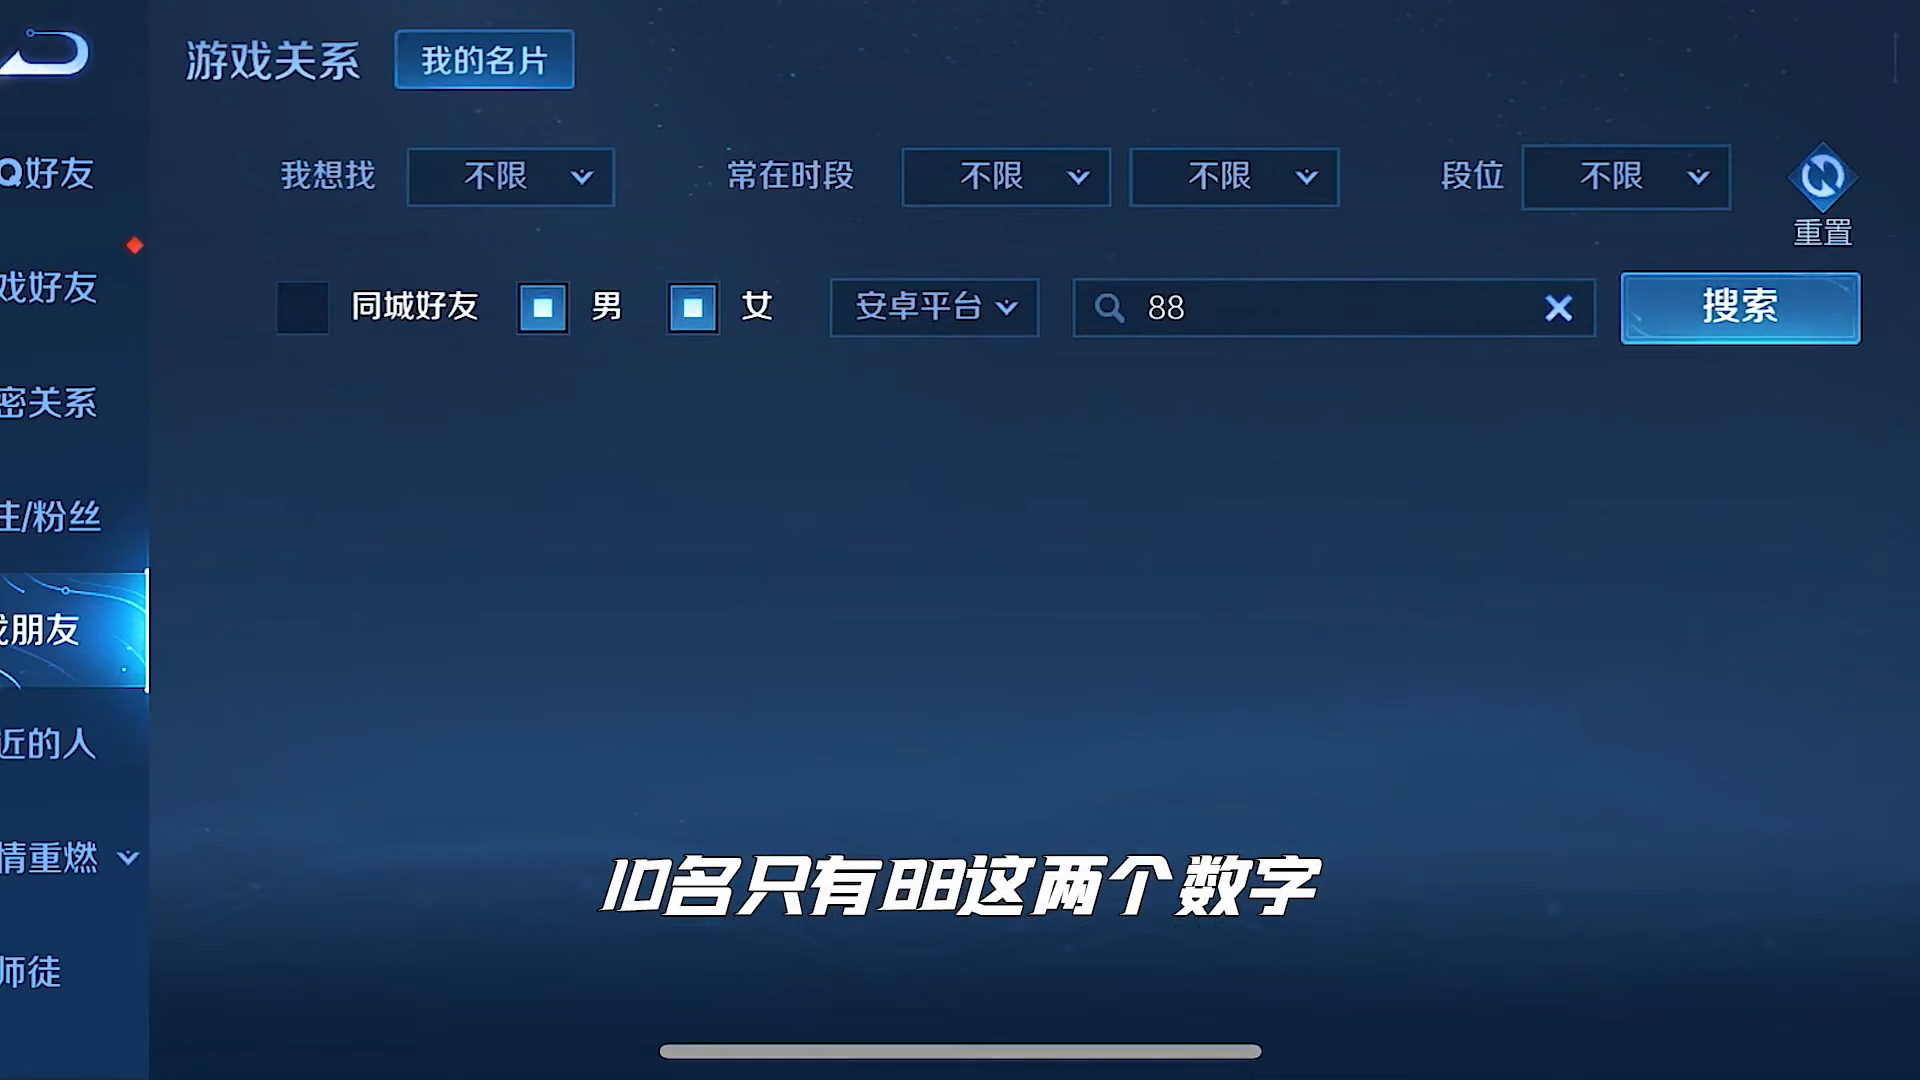 游戏关系 我的名片
我想找 不限 常在时段 不限 不限 段位 不限
重置
同城好友 男 女 安卓平台 88 搜索
Q好友
戏好友
密关系
注/粉丝
找朋友
近的人
情重燃
师徒
10名只有88这两个数字